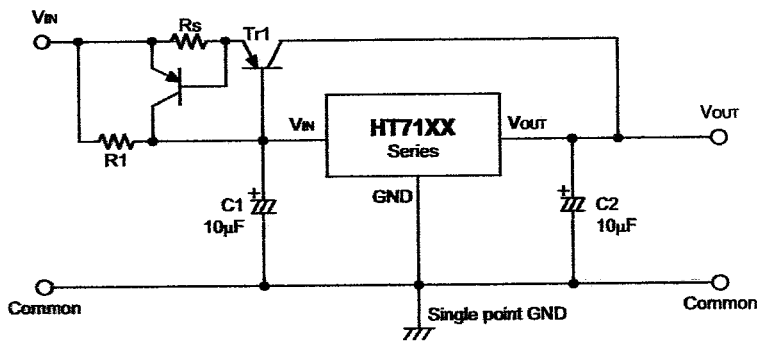 VIN
Rs
Tr1
R1
VIN
HT71XX
Series
VOUT
VOUT
GND
C1
10μF
C2
10μF
Common
Single point GND
Common